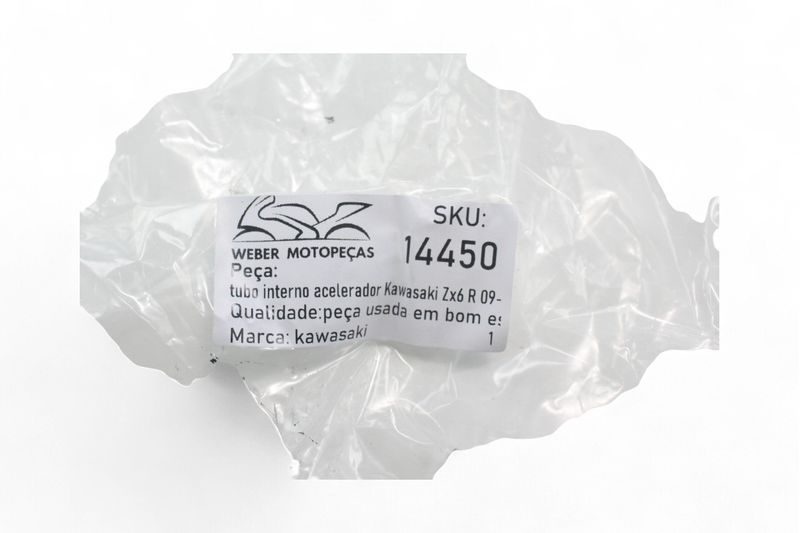 SKU:
14450
WEBER MOTOPEÇAS
Peça:
tubo interno acelerador Kawasaki Zx6 R 09-
Qualidade:peça usada em bom es
Marca: kawasaki 1